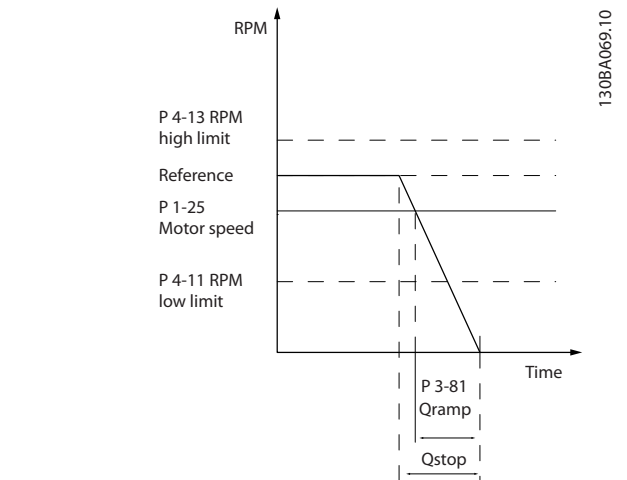 130BA069.10
RPM
P 4-13 RPM
high limit
Reference
P 1-25
Motor speed
P 4-11 RPM
low limit
Time
P 3-81
Qramp
Qstop